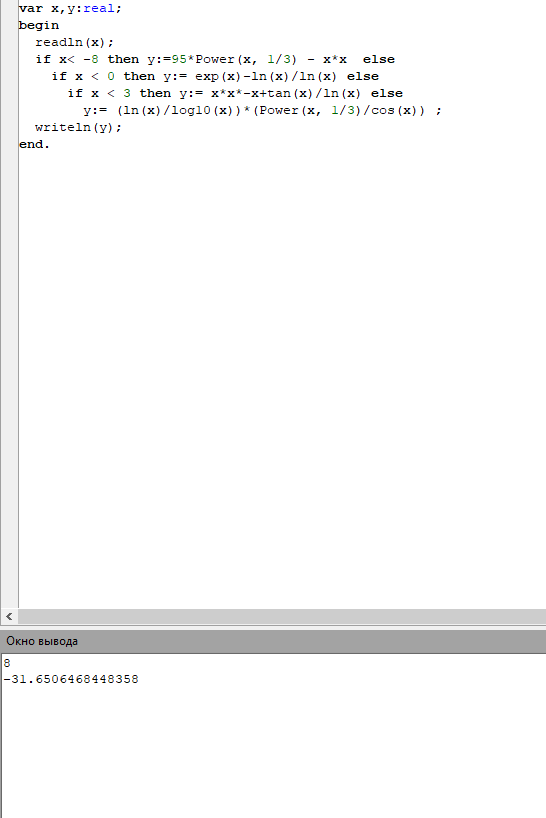 var x,y:real;
begin
  readln(x);
  if x< -8 then y:=95*Power(x, 1/3) - x*x  else
    if x < 0 then y:= exp(x)-ln(x)/ln(x) else
      if x < 3 then y:= x*x*-x+tan(x)/ln(x) else
        y:= (ln(x)/log10(x))*(Power(x, 1/3)/cos(x)) ;
  writeln(y);
end.
Окно вывода
8
-31.6506468448358